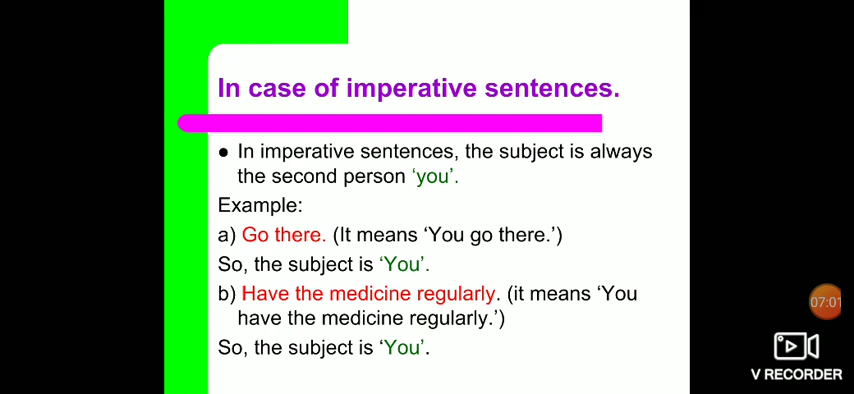 In case of imperative sentences.
● In imperative sentences, the subject is always
the second person ‘you’.
Example:
a) Go there. (It means ‘You go there.’)
So, the subject is ‘You’.
b) Have the medicine regularly. (it means ‘You
have the medicine regularly.’)
So, the subject is ‘You’.
07:01
V RECORDER